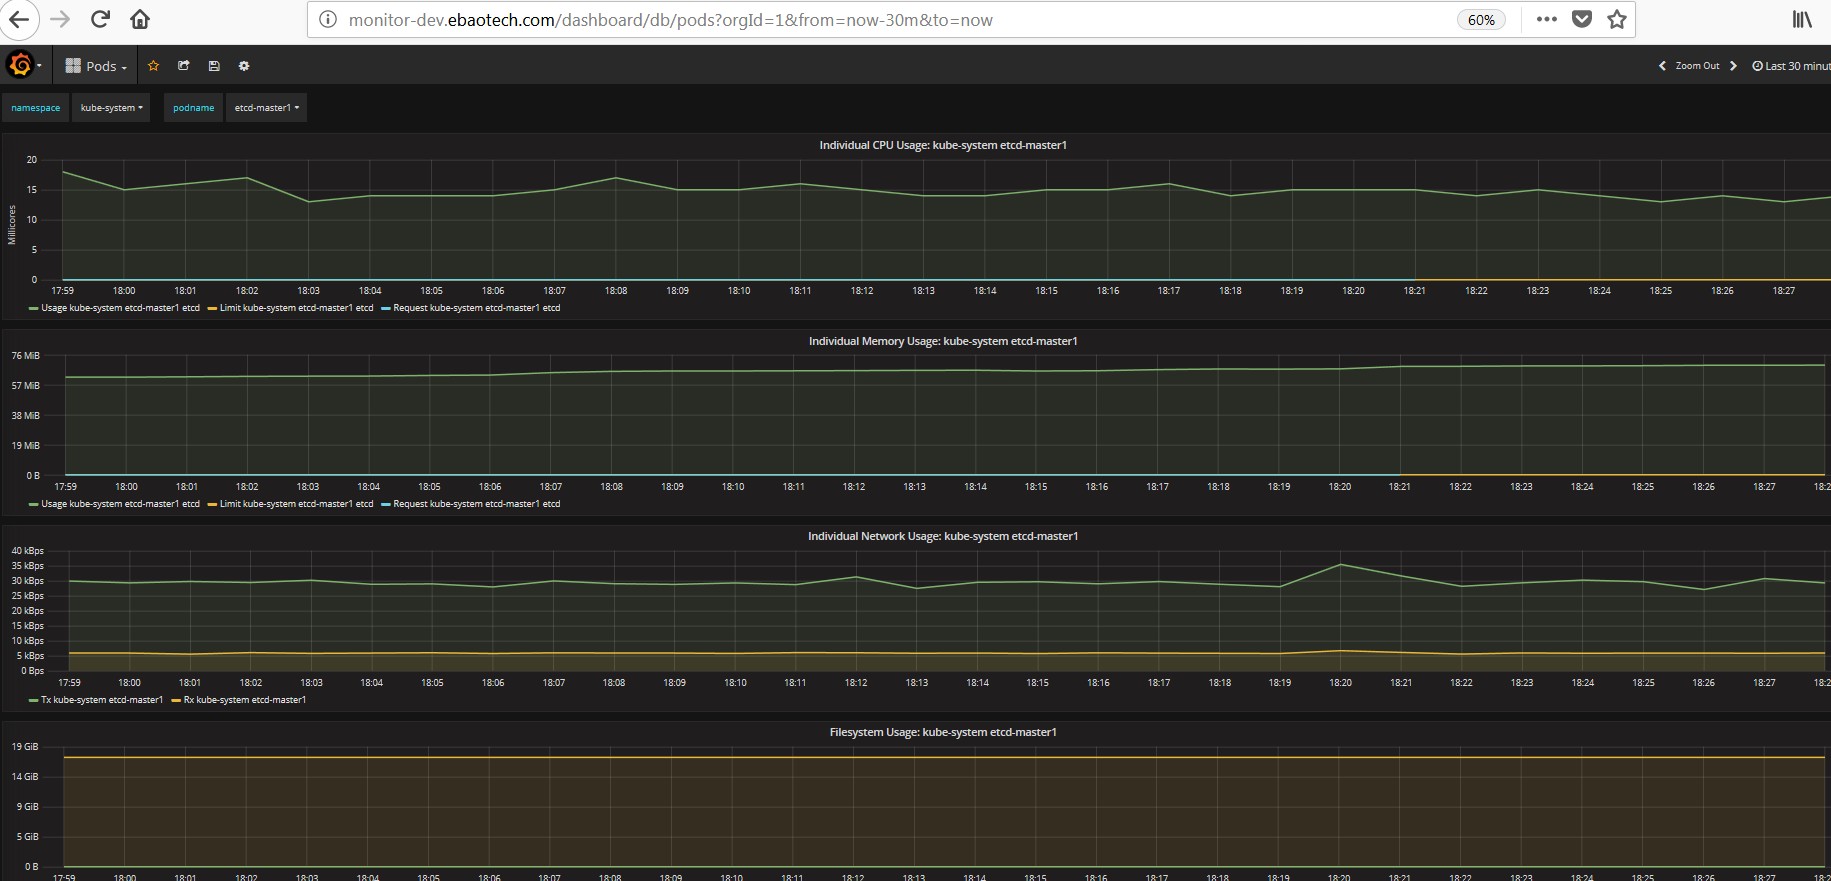 monitor-dev.ebaotech.com/dashboard/db/pods?orgId=1&from=now-30m&to=now 60%
Pods Zoom Out Last 30 minut
namespace kube-system podname etcd-master1
Individual CPU Usage: kube-system etcd-master1
20
15
10
5
0
Millicores
17:59 18:00 18:01 18:02 18:03 18:04 18:05 18:06 18:07 18:08 18:09 18:10 18:11 18:12 18:13 18:14 18:15 18:16 18:17 18:18 18:19 18:20 18:21 18:22 18:23 18:24 18:25 18:26 18:27
Usage kube-system etcd-master1 etcd Limit kube-system etcd-master1 etcd Request kube-system etcd-master1 etcd
Individual Memory Usage: kube-system etcd-master1
76 MiB
57 MiB
38 MiB
19 MiB
0 B
17:59 18:00 18:01 18:02 18:03 18:04 18:05 18:06 18:07 18:08 18:09 18:10 18:11 18:12 18:13 18:14 18:15 18:16 18:17 18:18 18:19 18:20 18:21 18:22 18:23 18:24 18:25 18:26 18:27 18:2
Usage kube-system etcd-master1 etcd Limit kube-system etcd-master1 etcd Request kube-system etcd-master1 etcd
Individual Network Usage: kube-system etcd-master1
40 kBps
35 kBps
30 kBps
25 kBps
20 kBps
15 kBps
10 kBps
5 kBps
0 Bps
17:59 18:00 18:01 18:02 18:03 18:04 18:05 18:06 18:07 18:08 18:09 18:10 18:11 18:12 18:13 18:14 18:15 18:16 18:17 18:18 18:19 18:20 18:21 18:22 18:23 18:24 18:25 18:26 18:27 18:2
Tx kube-system etcd-master1 Rx kube-system etcd-master1
Filesystem Usage: kube-system etcd-master1
19 GiB
14 GiB
9 GiB
5 GiB
0 B
17:59 18:00 18:01 18:02 18:03 18:04 18:05 18:06 18:07 18:08 18:09 18:10 18:11 18:12 18:13 18:14 18:15 18:16 18:17 18:18 18:19 18:20 18:21 18:22 18:23 18:24 18:25 18:26 18:27 18:2